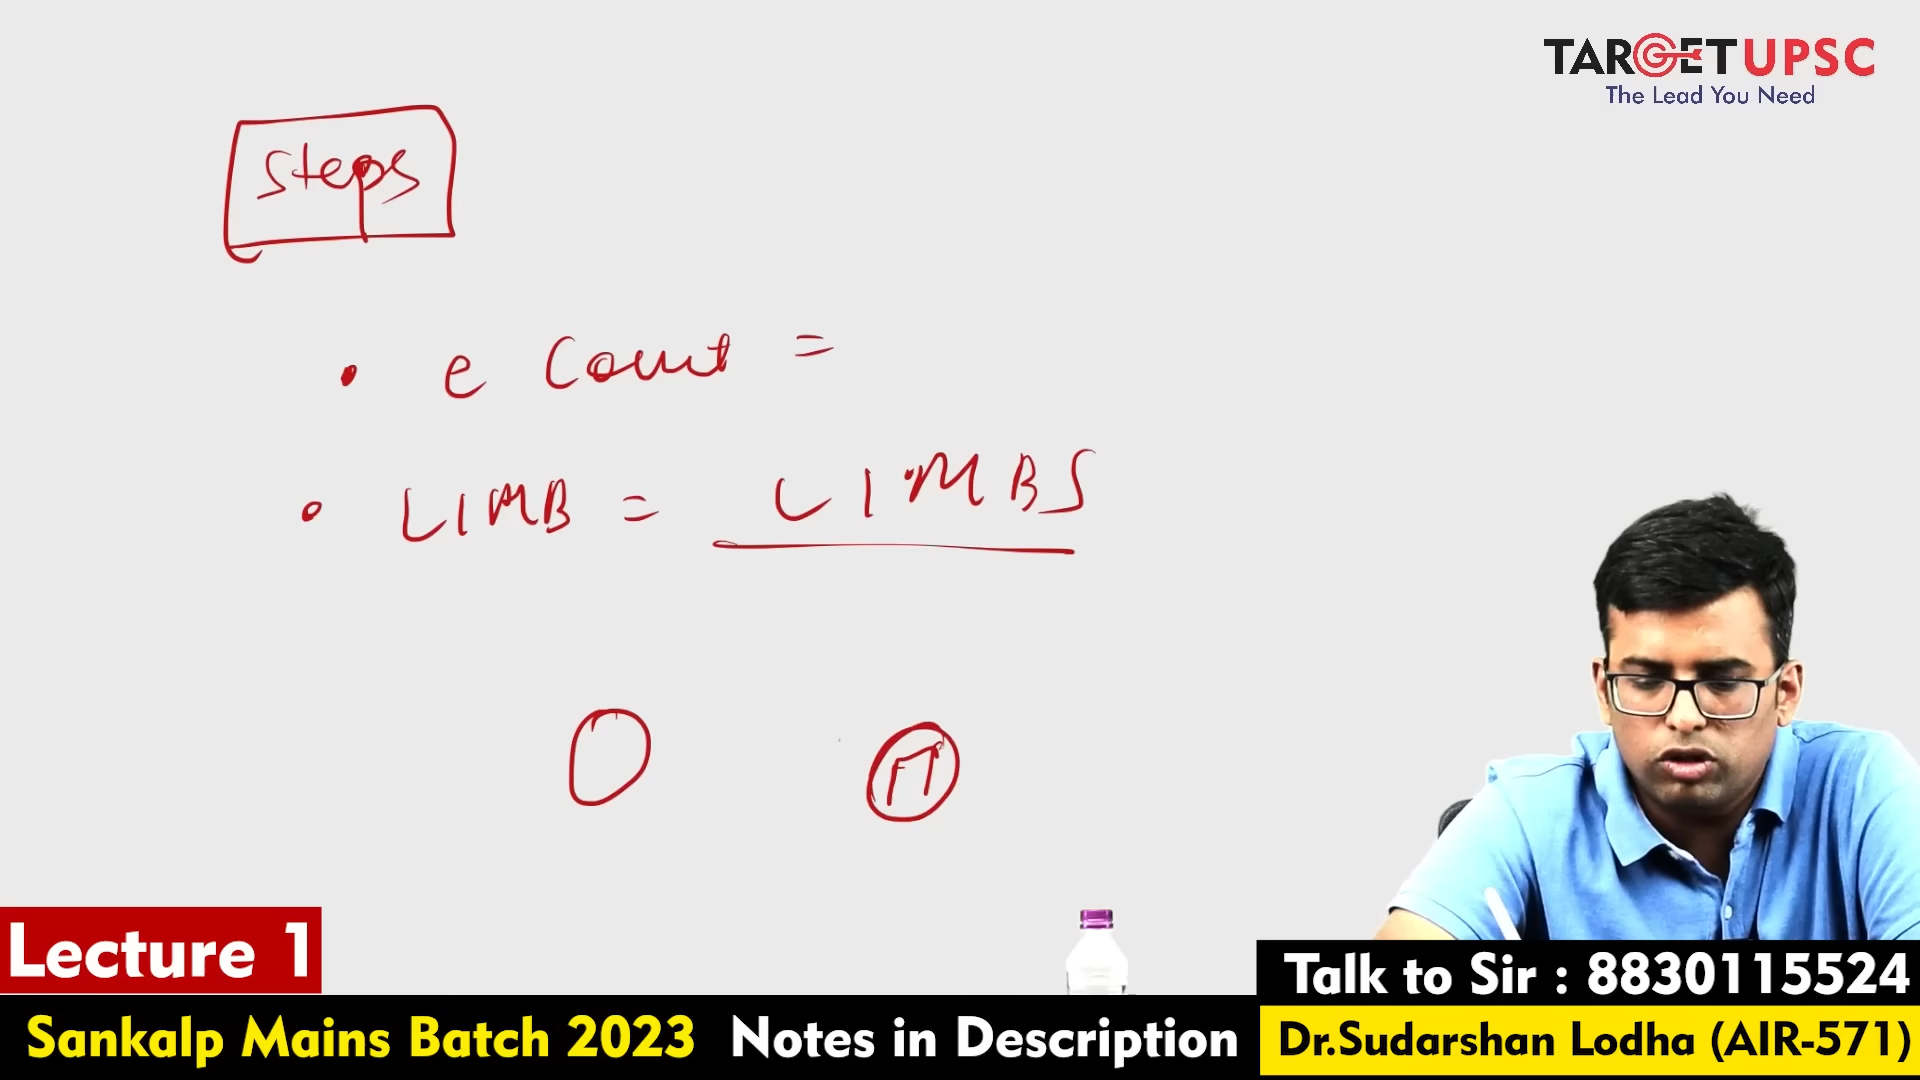 TARGETUPSC
The Lead You Need
Steps
• e Court =
• LIMB = LIMBS
Lecture 1
Talk to Sir : 8830115524
Sankalp Mains Batch 2023 Notes in Description
Dr.Sudarshan Lodha (AIR-571)